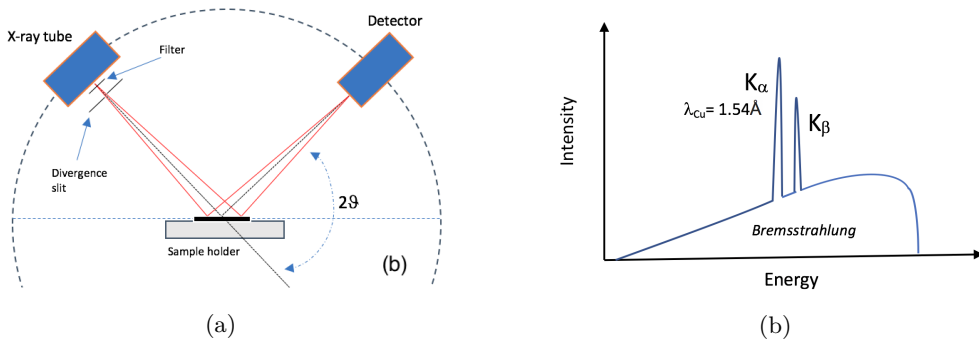 X-ray tube
Filter
Detector
Divergence
slit
2ϑ
Sample holder
(b)
(a)
Intensity
Kα
λCu= 1.54Å
Kβ
Bremsstrahlung
Energy
(b)